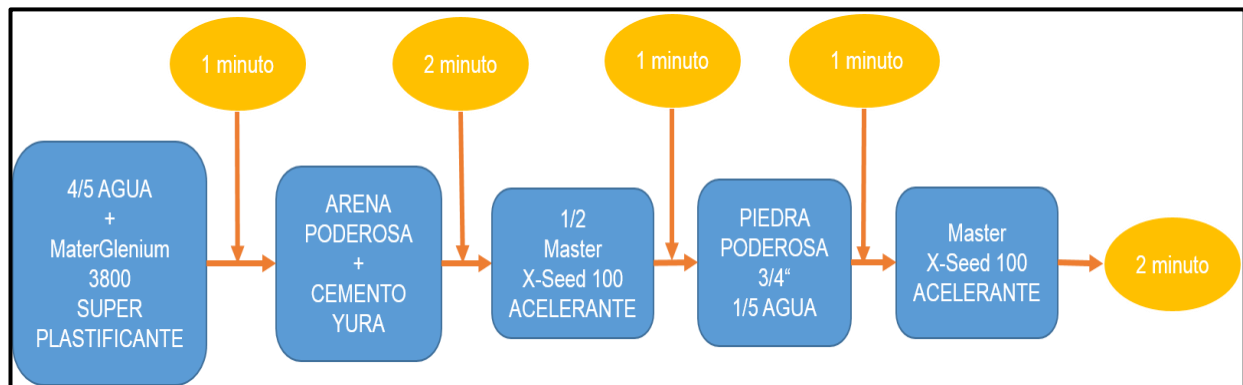 1 minuto
2 minuto
1 minuto
1 minuto
4/5 AGUA
+
MaterGlenium
3800
SUPER
PLASTIFICANTE
ARENA
PODEROSA
+
CEMENTO
YURA
1/2
Master
X-Seed 100
ACELERANTE
PIEDRA
PODEROSA
3/4“
1/5 AGUA
Master
X-Seed 100
ACELERANTE
2 minuto